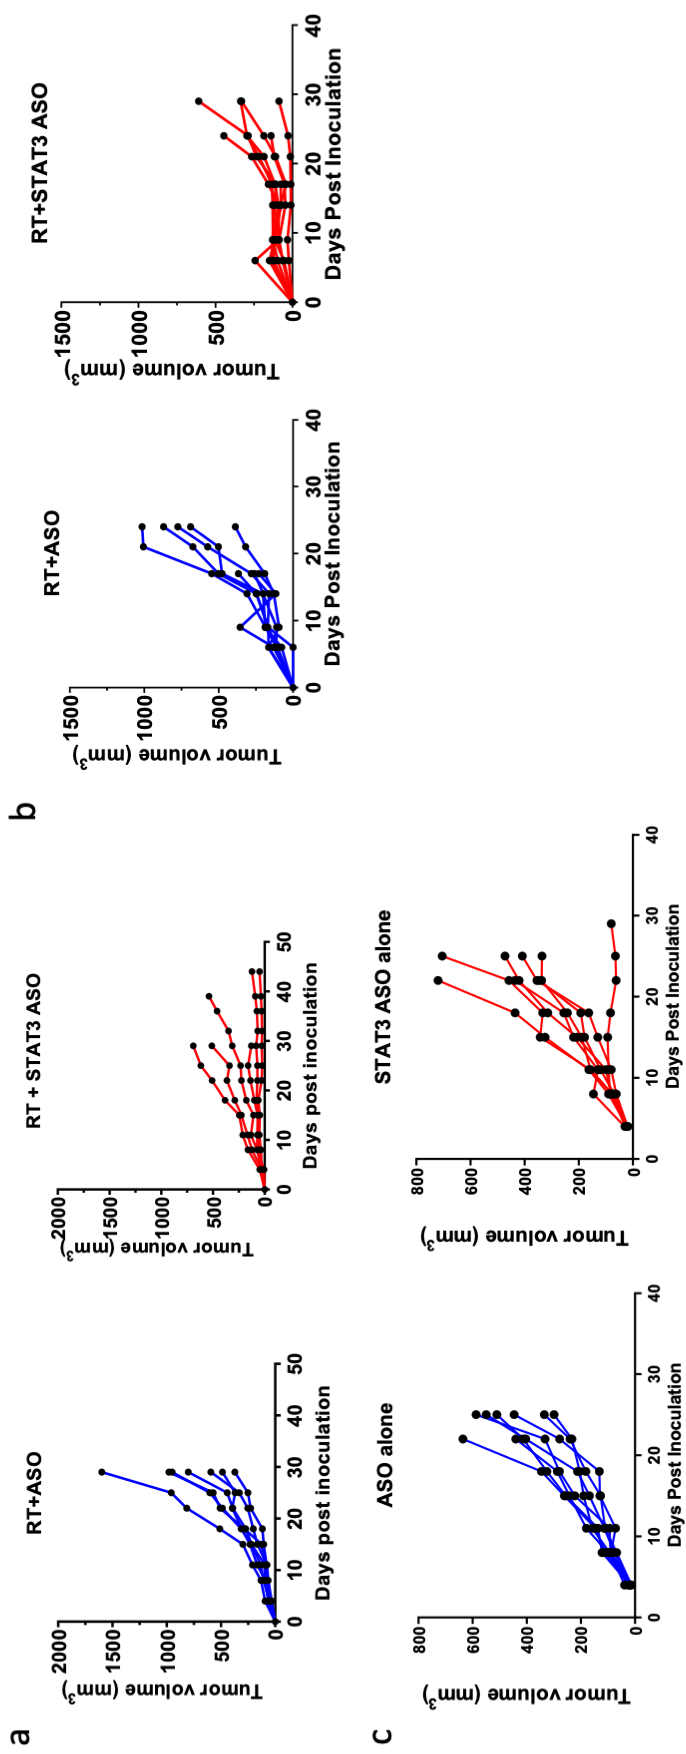 a
RT+ASO
Tumor volume (mm3)
2000
1500
1000
500
0
0 10 20 30 40 50
Days post inoculation
RT + STAT3 ASO
Tumor volume (mm3)
2000
1500
1000
500
0
0 10 20 30 40 50
Days post inoculation
b
RT+ASO
Tumor volume (mm3)
1500
1000
500
0
0 10 20 30 40
Days Post Inoculation
RT+STAT3 ASO
Tumor volume (mm3)
1500
1000
500
0
0 10 20 30 40
Days Post Inoculation
c
ASO alone
Tumor volume (mm3)
800
600
400
200
0
0 10 20 30 40
Days Post Inoculation
STAT3 ASO alone
Tumor volume (mm3)
800
600
400
200
0
0 10 20 30 40
Days Post Inoculation